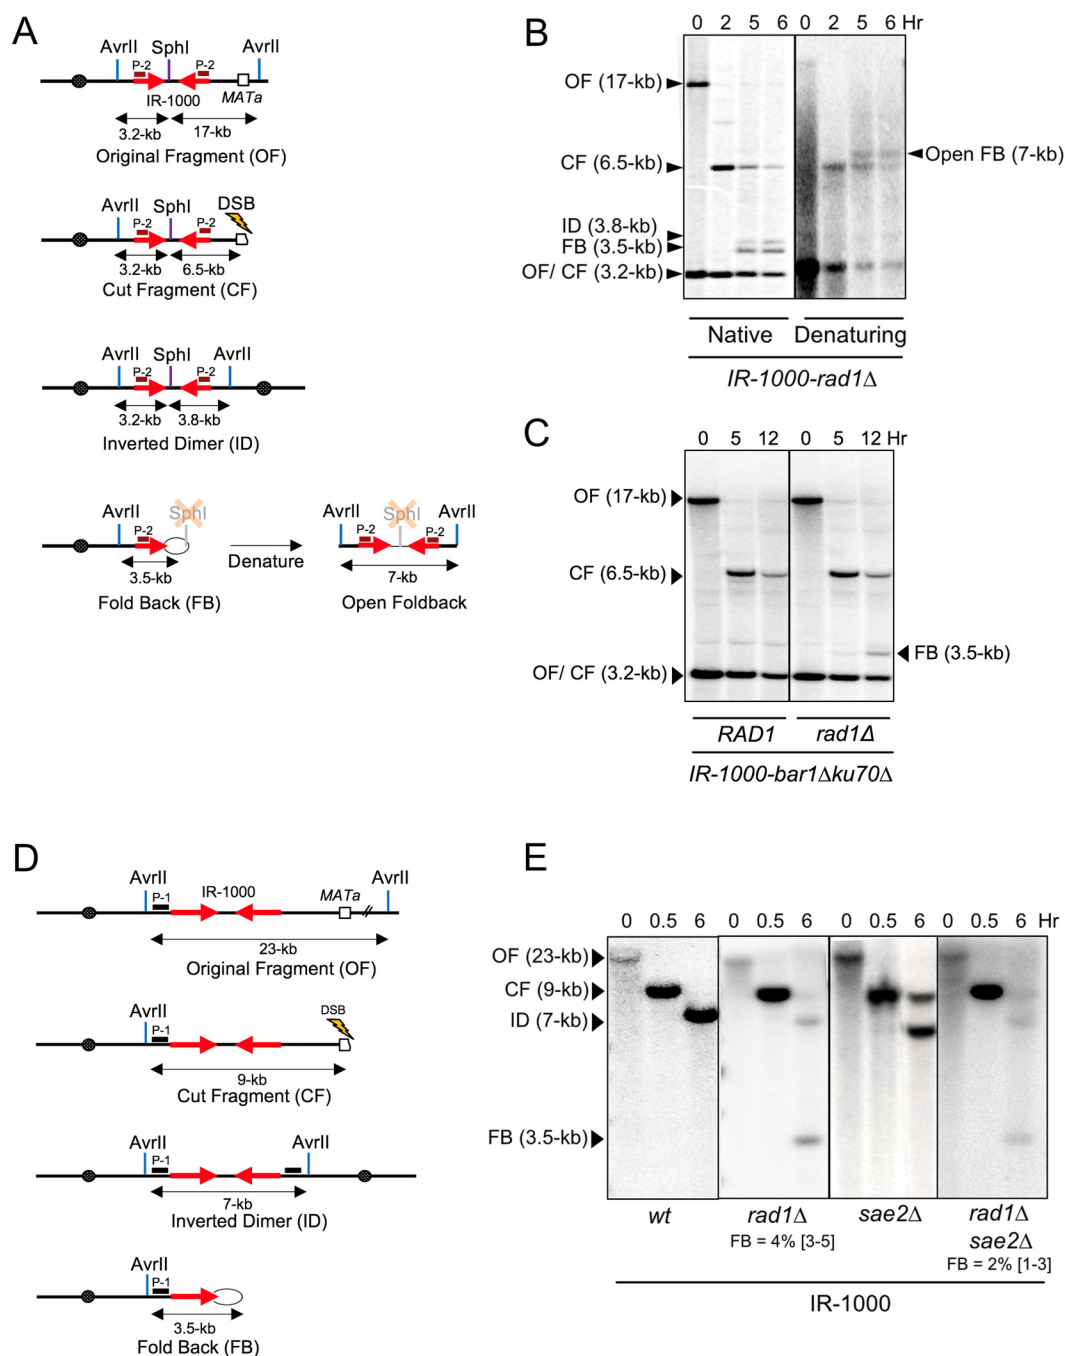 A
AvrII SphI AvrII
P-2 P-2
IR-1000 MATa
3.2-kb 17-kb
Original Fragment (OF)
AvrII SphI DSB
P-2 P-2
3.2-kb 6.5-kb
Cut Fragment (CF)
AvrII SphI AvrII
P-2 P-2
3.2-kb 3.8-kb
Inverted Dimer (ID)
AvrII SphI
P-2
3.5-kb
Fold Back (FB)
Denature
AvrII SphI AvrII
P-2 P-2
7-kb
Open Foldback
B
0 2 5 6 0 2 5 6 Hr
OF (17-kb)
CF (6.5-kb)
ID (3.8-kb)
FB (3.5-kb)
OF/ CF (3.2-kb)
Open FB (7-kb)
Native Denaturing
IR-1000-rad1Δ
C
0 5 12 0 5 12 Hr
OF (17-kb)
CF (6.5-kb)
FB (3.5-kb)
OF/ CF (3.2-kb)
RAD1 rad1Δ
IR-1000-bar1Δku70Δ
D
AvrII IR-1000 MATa AvrII
P-1
23-kb
Original Fragment (OF)
AvrII DSB
P-1
9-kb
Cut Fragment (CF)
AvrII AvrII
P-1
7-kb
Inverted Dimer (ID)
AvrII
P-1
3.5-kb
Fold Back (FB)
E
0 0.5 6 0 0.5 6 0 0.5 6 0 0.5 6 Hr
OF (23-kb)
CF (9-kb)
ID (7-kb)
FB (3.5-kb)
wt rad1Δ sae2Δ rad1Δ
sae2Δ
FB = 4% [3-5] FB = 2% [1-3]
IR-1000